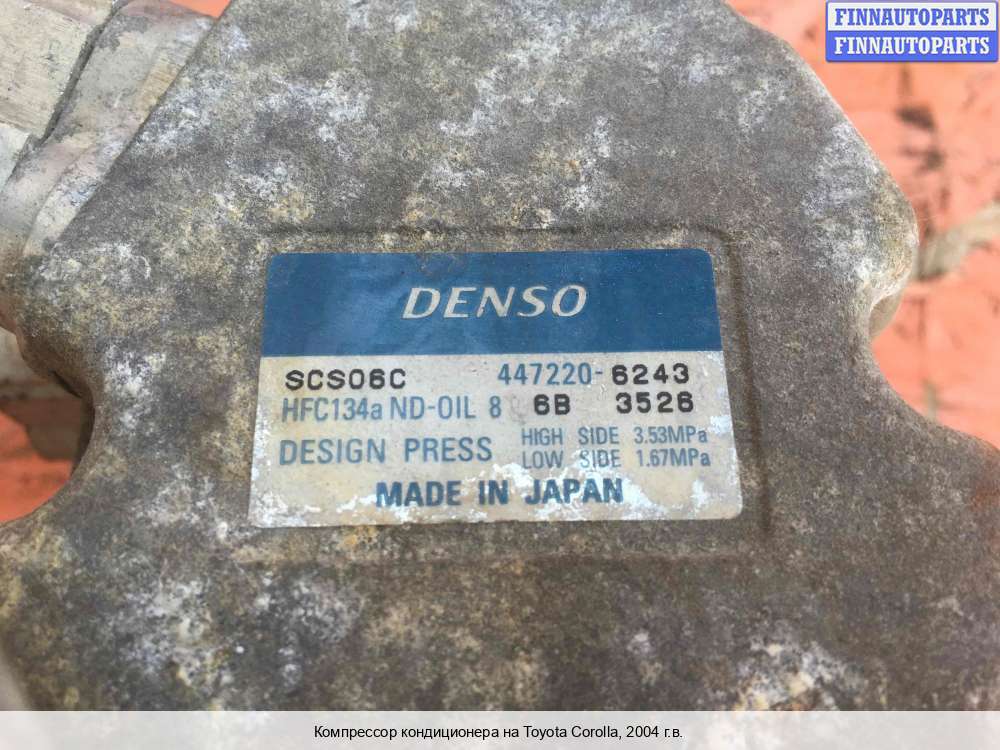 FINNAUTOPARTS
FINNAUTOPARTS
DENSO
SCS06C 447220-6243
HFC134a ND-OIL 8 6B 3526
DESIGN PRESS HIGH SIDE 3.53MPa
LOW SIDE 1.67MPa
MADE IN JAPAN
Компрессор кондиционера на Toyota Corolla, 2004 г.в.